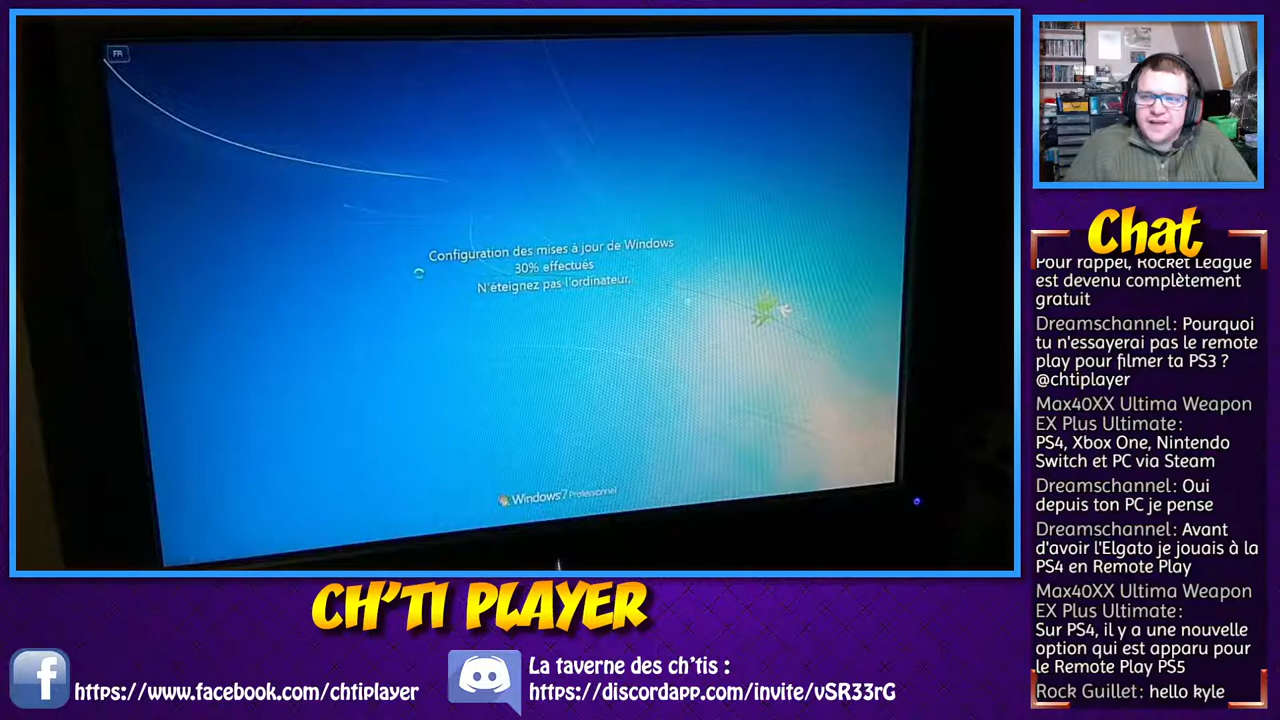 FR
Configuration des mises à jour de Windows
30% effectués
N'éteignez pas l'ordinateur.
Windows 7 Professionnel
Chat
Pour rappel, Rocket League
est devenu complètement
gratuit
Dreamschannel: Pourquoi
tu n'essayerai pas le remote
play pour filmer ta PS3 ?
@chtiplayer
Max40XX Ultima Weapon
EX Plus Ultimate:
PS4, Xbox One, Nintendo
Switch et PC via Steam
Dreamschannel: Oui
depuis ton PC je pense
Dreamschannel: Avant
d'avoir l'Elgato je jouais à la
PS4 en Remote Play
Max40XX Ultima Weapon
EX Plus Ultimate:
Sur PS4, il y a une nouvelle
option qui est apparu pour
le Remote Play PS5
Rock Guillet: hello kyle
CH'TI PLAYER
https://www.facebook.com/chtiplayer
La taverne des ch'tis :
https://discordapp.com/invite/vSR33rG